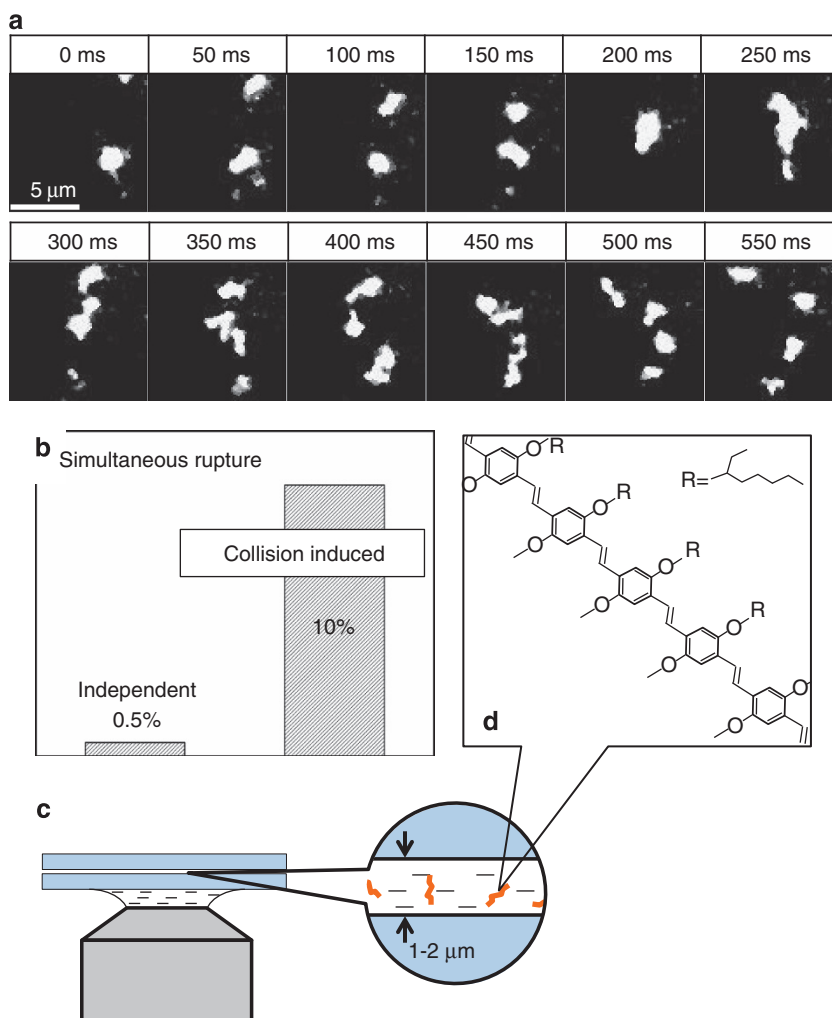 a
0 ms 50 ms 100 ms 150 ms 200 ms 250 ms
5 μm
300 ms 350 ms 400 ms 450 ms 500 ms 550 ms
b
Simultaneous rupture
Collision induced
10%
Independent
0.5%
O R
R=
O
O R
O
O R
O
O R
O
O
O
d
c
1-2 μm